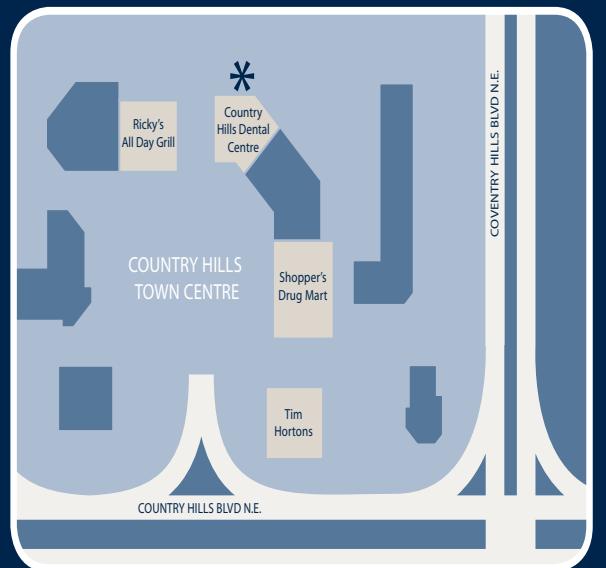 *
Ricky's
All Day Grill
Country
Hills Dental
Centre
COVENTRY HILLS BLVD N.E.
COUNTRY HILLS
TOWN CENTRE
Shopper's
Drug Mart
Tim
Hortons
COUNTRY HILLS BLVD N.E.